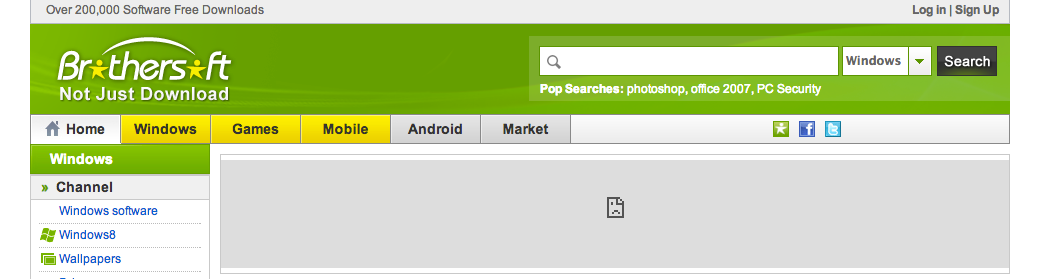 Over 200,000 Software Free Downloads
Log in | Sign Up
Brothersoft
Not Just Download
Windows
Search
Pop Searches: photoshop, office 2007, PC Security
Home
Windows
Games
Mobile
Android
Market
Windows
» Channel
Windows software
Windows8
Wallpapers